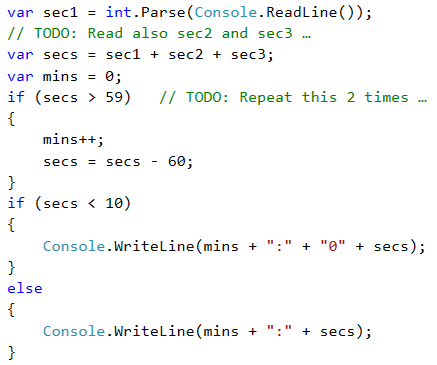 var sec1 = int.Parse(Console.ReadLine());
// TODO: Read also sec2 and sec3 …
var secs = sec1 + sec2 + sec3;
var mins = 0;
if (secs > 59)   // TODO: Repeat this 2 times …
{
    mins++;
    secs = secs - 60;
}
if (secs < 10)
{
    Console.WriteLine(mins + ":" + "0" + secs);
}
else
{
    Console.WriteLine(mins + ":" + secs);
}